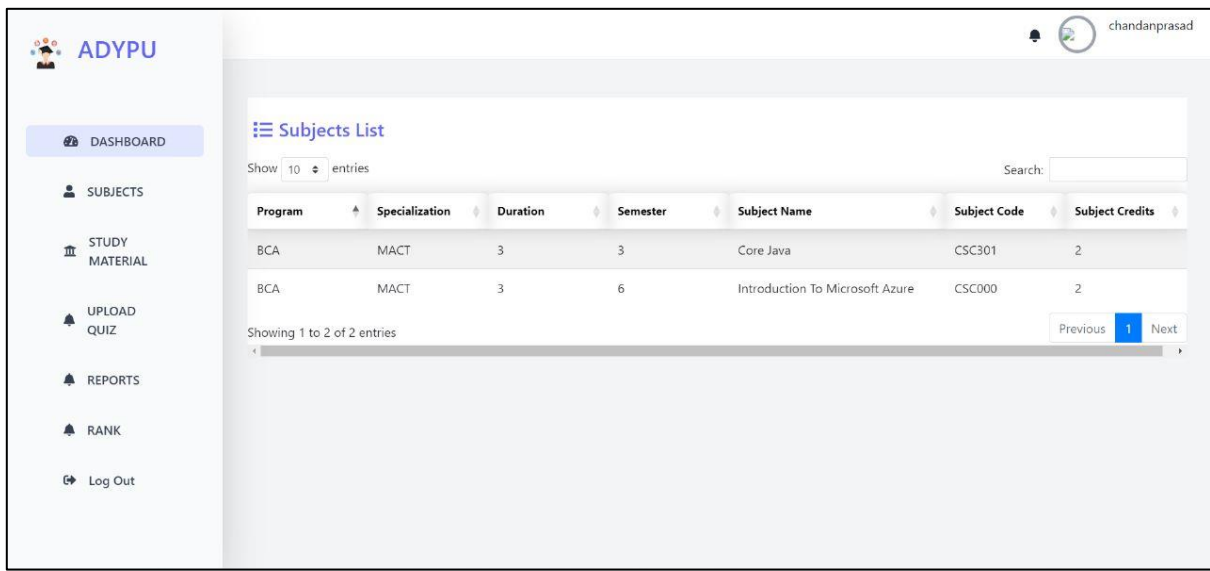 ADYPU
chandanprasad
DASHBOARD
SUBJECTS
STUDY
MATERIAL
UPLOAD
QUIZ
REPORTS
RANK
Log Out
Subjects List
Show 10 entries
Search:
Program Specialization Duration Semester Subject Name Subject Code Subject Credits
BCA MACT 3 3 Core Java CSC301 2
BCA MACT 3 6 Introduction To Microsoft Azure CSC000 2
Showing 1 to 2 of 2 entries
Previous 1 Next